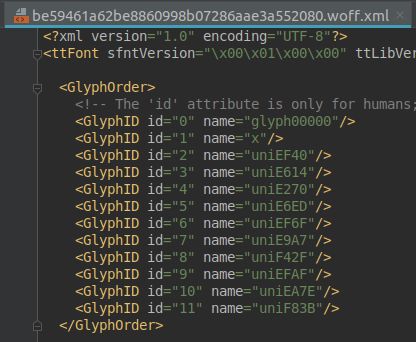 be59461a62be8860998b07286aae3a552080.woff.xml
<?xml version="1.0" encoding="UTF-8"?>
<ttFont sfntVersion="\x00\x01\x00\x00" ttLibVer
<GlyphOrder>
<!-- The 'id' attribute is only for humans;
<GlyphID id="0" name="glyph00000"/>
<GlyphID id="1" name="x"/>
<GlyphID id="2" name="uniEF40"/>
<GlyphID id="3" name="uniE614"/>
<GlyphID id="4" name="uniE270"/>
<GlyphID id="5" name="uniE6ED"/>
<GlyphID id="6" name="uniEF6F"/>
<GlyphID id="7" name="uniE9A7"/>
<GlyphID id="8" name="uniF42F"/>
<GlyphID id="9" name="uniEFAF"/>
<GlyphID id="10" name="uniEA7E"/>
<GlyphID id="11" name="uniF83B"/>
</GlyphOrder>